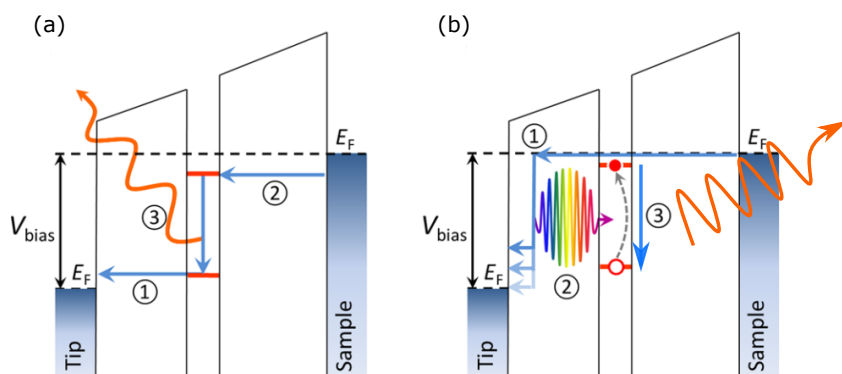 (a)
E_F
②
③
V_bias
E_F
①
Tip
Sample
(b)
①
E_F
③
V_bias
E_F
②
Tip
Sample